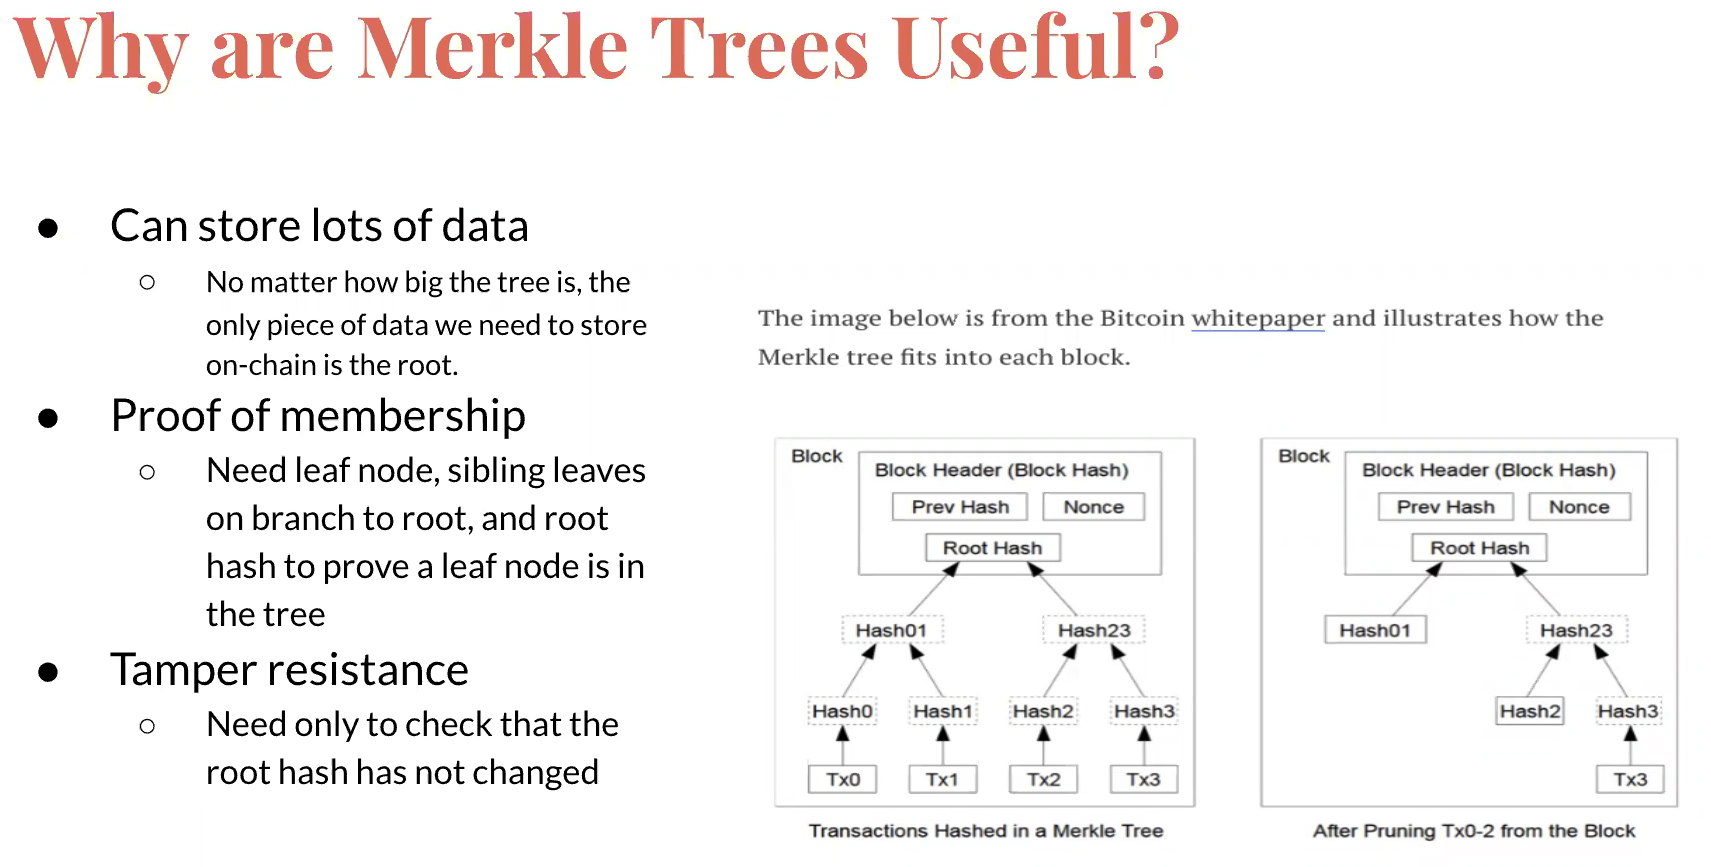 Why are Merkle Trees Useful?
● Can store lots of data
○ No matter how big the tree is, the
only piece of data we need to store
on-chain is the root.
● Proof of membership
○ Need leaf node, sibling leaves
on branch to root, and root
hash to prove a leaf node is in
the tree
● Tamper resistance
○ Need only to check that the
root hash has not changed
The image below is from the Bitcoin whitepaper and illustrates how the
Merkle tree fits into each block.
Block
Block Header (Block Hash)
Prev Hash Nonce
Root Hash
Hash01 Hash23
Hash0 Hash1 Hash2 Hash3
Tx0 Tx1 Tx2 Tx3
Transactions Hashed in a Merkle Tree
Block
Block Header (Block Hash)
Prev Hash Nonce
Root Hash
Hash01 Hash23
Hash2 Hash3
Tx3
After Pruning Tx0-2 from the Block